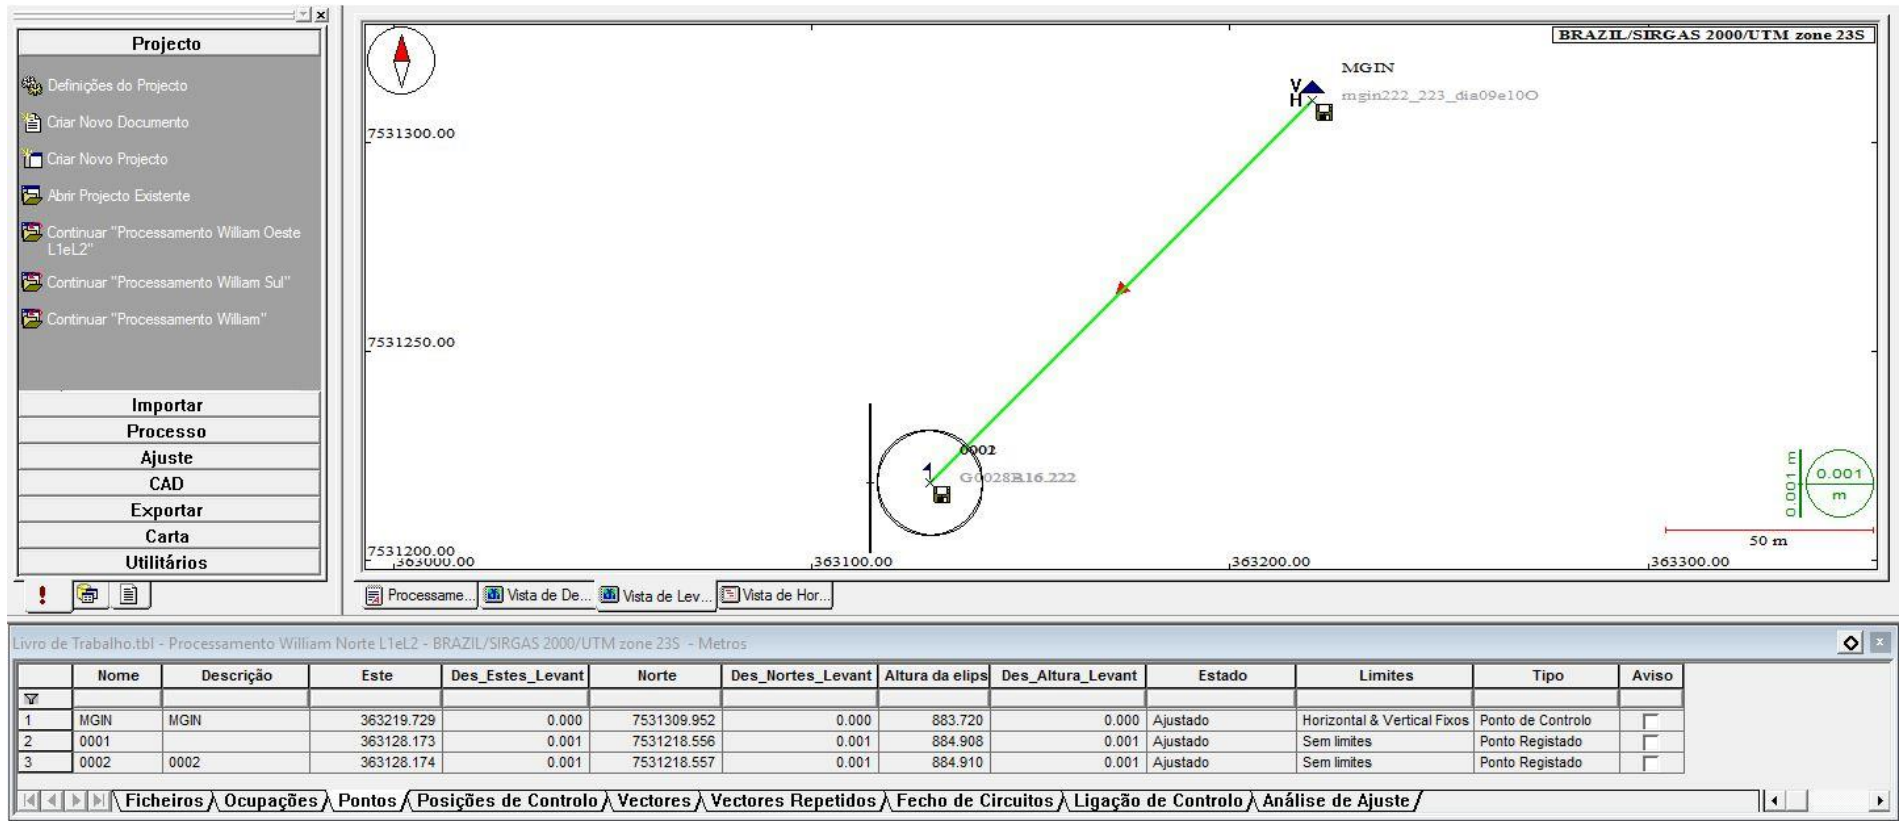 Projecto
Definições do Projecto
Criar Novo Documento
Criar Novo Projecto
Abrir Projecto Existente
Continuar "Processamento William Oeste
L1eL2"
Continuar "Processamento William Sul"
Continuar "Processamento William"
Importar
Processo
Ajuste
CAD
Exportar
Carta
Utilitários
BRAZIL/SIRGAS 2000/UTM zone 23S
MGIN
V
H
mgin222_223_dia09e10O
7531300.00
7531250.00
7531200.00
0002
0.001 m
0.001
m
E
50 m
363000.00
363100.00
363200.00
363300.00
Processame...
Vista de De...
Vista de Lev...
Vista de Hor...
Livro de Trabalho.tbl - Processamento William Norte L1eL2 - BRAZIL/SIRGAS 2000/UTM zone 23S - Metros
Nome Descrição Este Des_Estes_Levant Norte Des_Nortes_Levant Altura da elips Des_Altura_Levant Estado Limites Tipo Aviso
1 MGIN MGIN 363219.729 0.000 7531309.952 0.000 883.720 0.000 Ajustado Horizontal & Vertical Fixos Ponto de Controlo
2 0001 363128.173 0.001 7531218.556 0.001 884.908 0.001 Ajustado Sem limites Ponto Registado
3 0002 0002 363128.174 0.001 7531218.557 0.001 884.910 0.001 Ajustado Sem limites Ponto Registado
Ficheiros Ocupações Pontos Posições de Controlo Vectores Vectores Repetidos Fecho de Circuitos Ligação de Controlo Análise de Ajuste